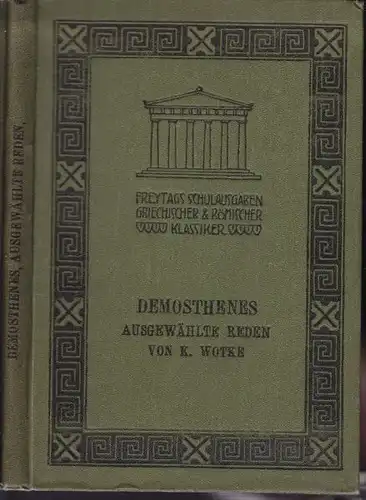 DEMOSTHENES, AUSGEWÄHLTE REDEN.
FREYTAGS SCHULAUSGABEN
GRIECHISCHER & RÖMISCHER
KLASSIKER
DEMOSTHENES
AUSGEWÄHLTE REDEN
VON K. WOTKE